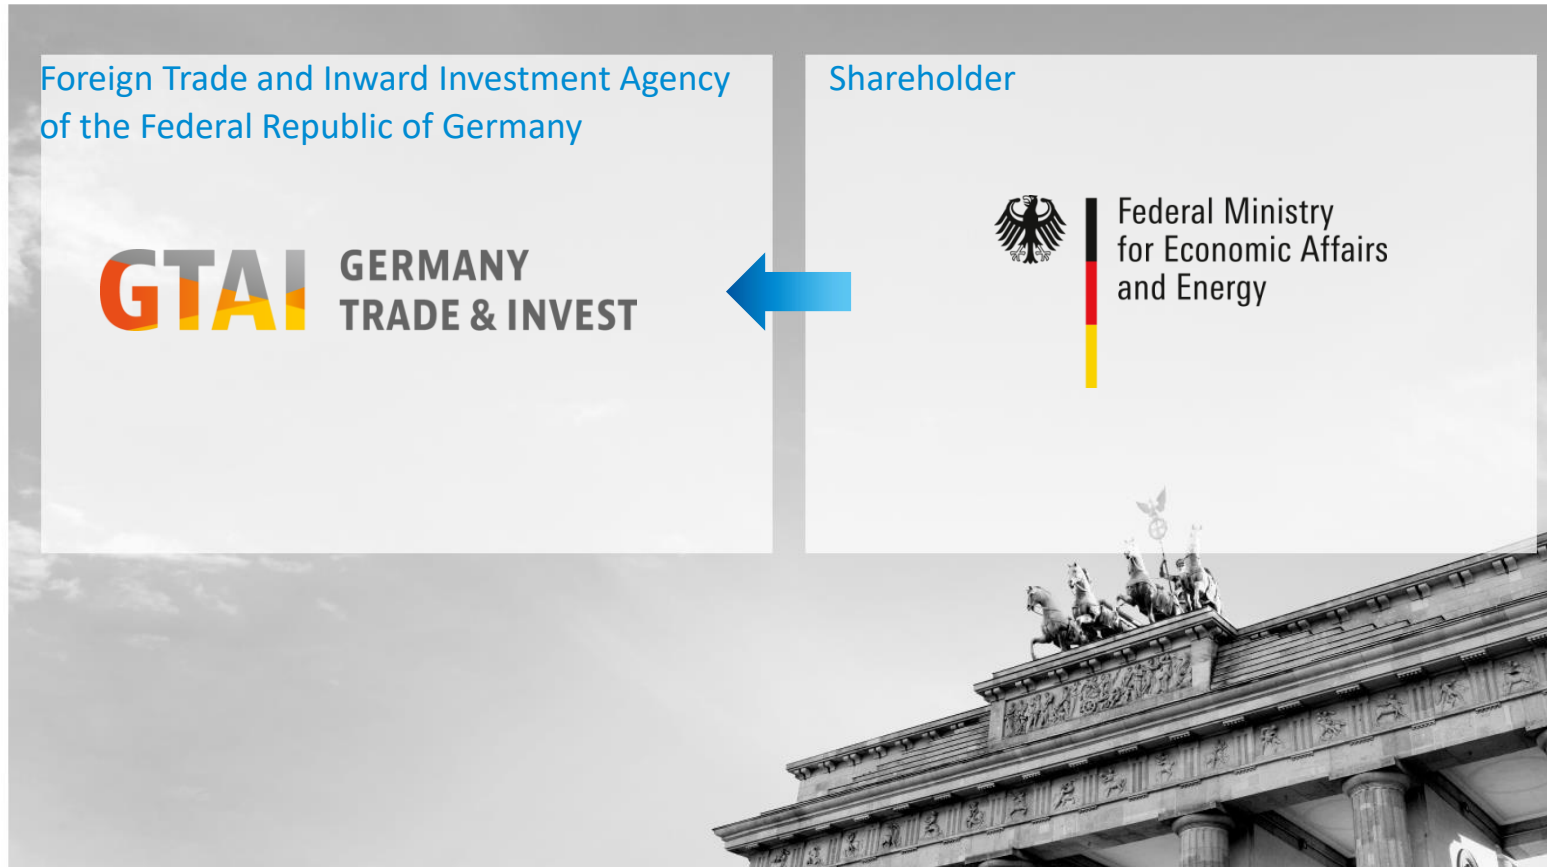 Foreign Trade and Inward Investment Agency
of the Federal Republic of Germany
GTAI GERMANY
TRADE & INVEST
Shareholder
Federal Ministry
for Economic Affairs
and Energy